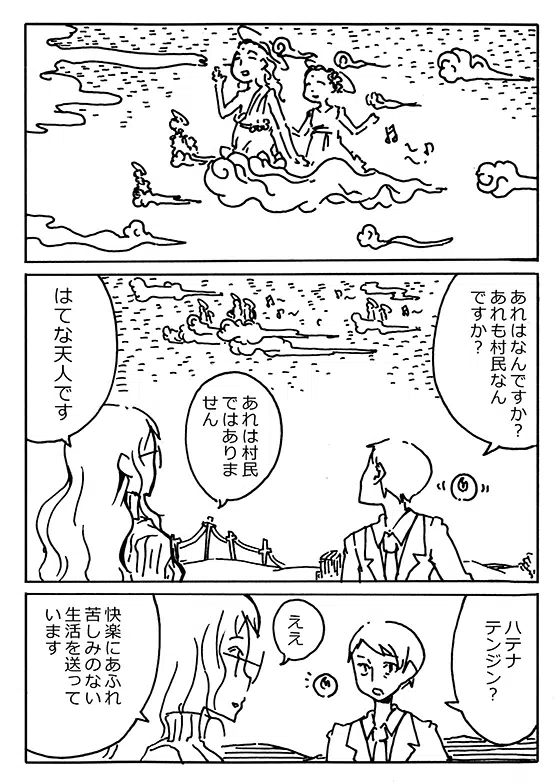 あれはなんですか?
あれも村民なん
ですか?
あれは村民
ではありま
せん
はてな天人です
ハテナ
テンジン?
ええ
快楽にあふれ
苦しみのない
生活を送って
います